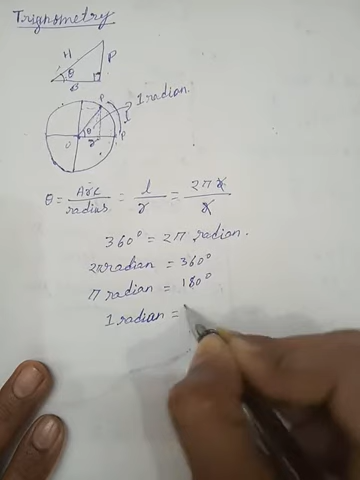 Trignometry
H
P
θ
B
P
1 radian.
l
θ
O
r
P
θ = Arc / radius = l / r = 2πr / r
360° = 2π radian.
2π radian = 360°
π radian = 180°
1 radian =